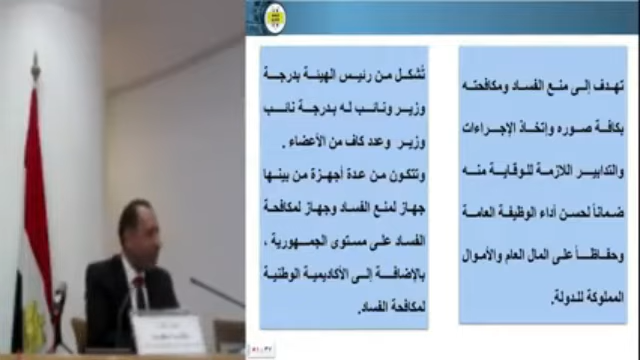 تهدف إلى منع الفساد ومكافحته
بكافة صوره وإتخاذ الإجراءات
والتدابير اللازمة للوقاية منه
ضماناً لحسن أداء الوظيفة العامة
وحفاظاً على المال العام والأموال
المملوكة للدولة.
تُشكل من رئيس الهيئة بدرجة
وزير ونائب له بدرجة نائب
وزير وعدد كاف من الأعضاء .
وتتكون من عدة أجهزة من بينها
جهاز لمنع الفساد وجهاز لمكافحة
الفساد على مستوى الجمهورية ،
بالإضافة إلى الأكاديمية الوطنية
لمكافحة الفساد.